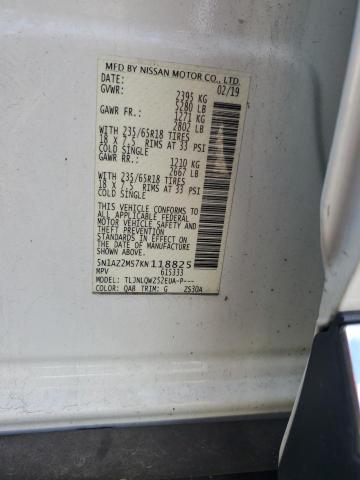 MFD BY NISSAN MOTOR CO., LTD.
DATE: 02/19
GVWR: 2395 KG
5280 LB
GAWR FR.: 1271 KG
2802 LB
WITH 235/65R18 TIRES
18 X 7.5, RIMS AT 33 PSI
COLD SINGLE
GAWR RR.: 1210 KG
2667 LB
WITH 235/65R18 TIRES
18 X 7.5, RIMS AT 33 PSI
COLD SINGLE
THIS VEHICLE CONFORMS TO
ALL APPLICABLE FEDERAL
MOTOR VEHICLE SAFETY
AND THEFT PREVENTION
STANDARDS IN EFFECT
ON THE DATE OF
MANUFACTURE SHOWN ABOVE.
5N1AZ2MS7KN118825
MPV 615333
MODEL: TLJNLQWZ52EUA-P---
COLOR: QAB TRIM: G 2S30A